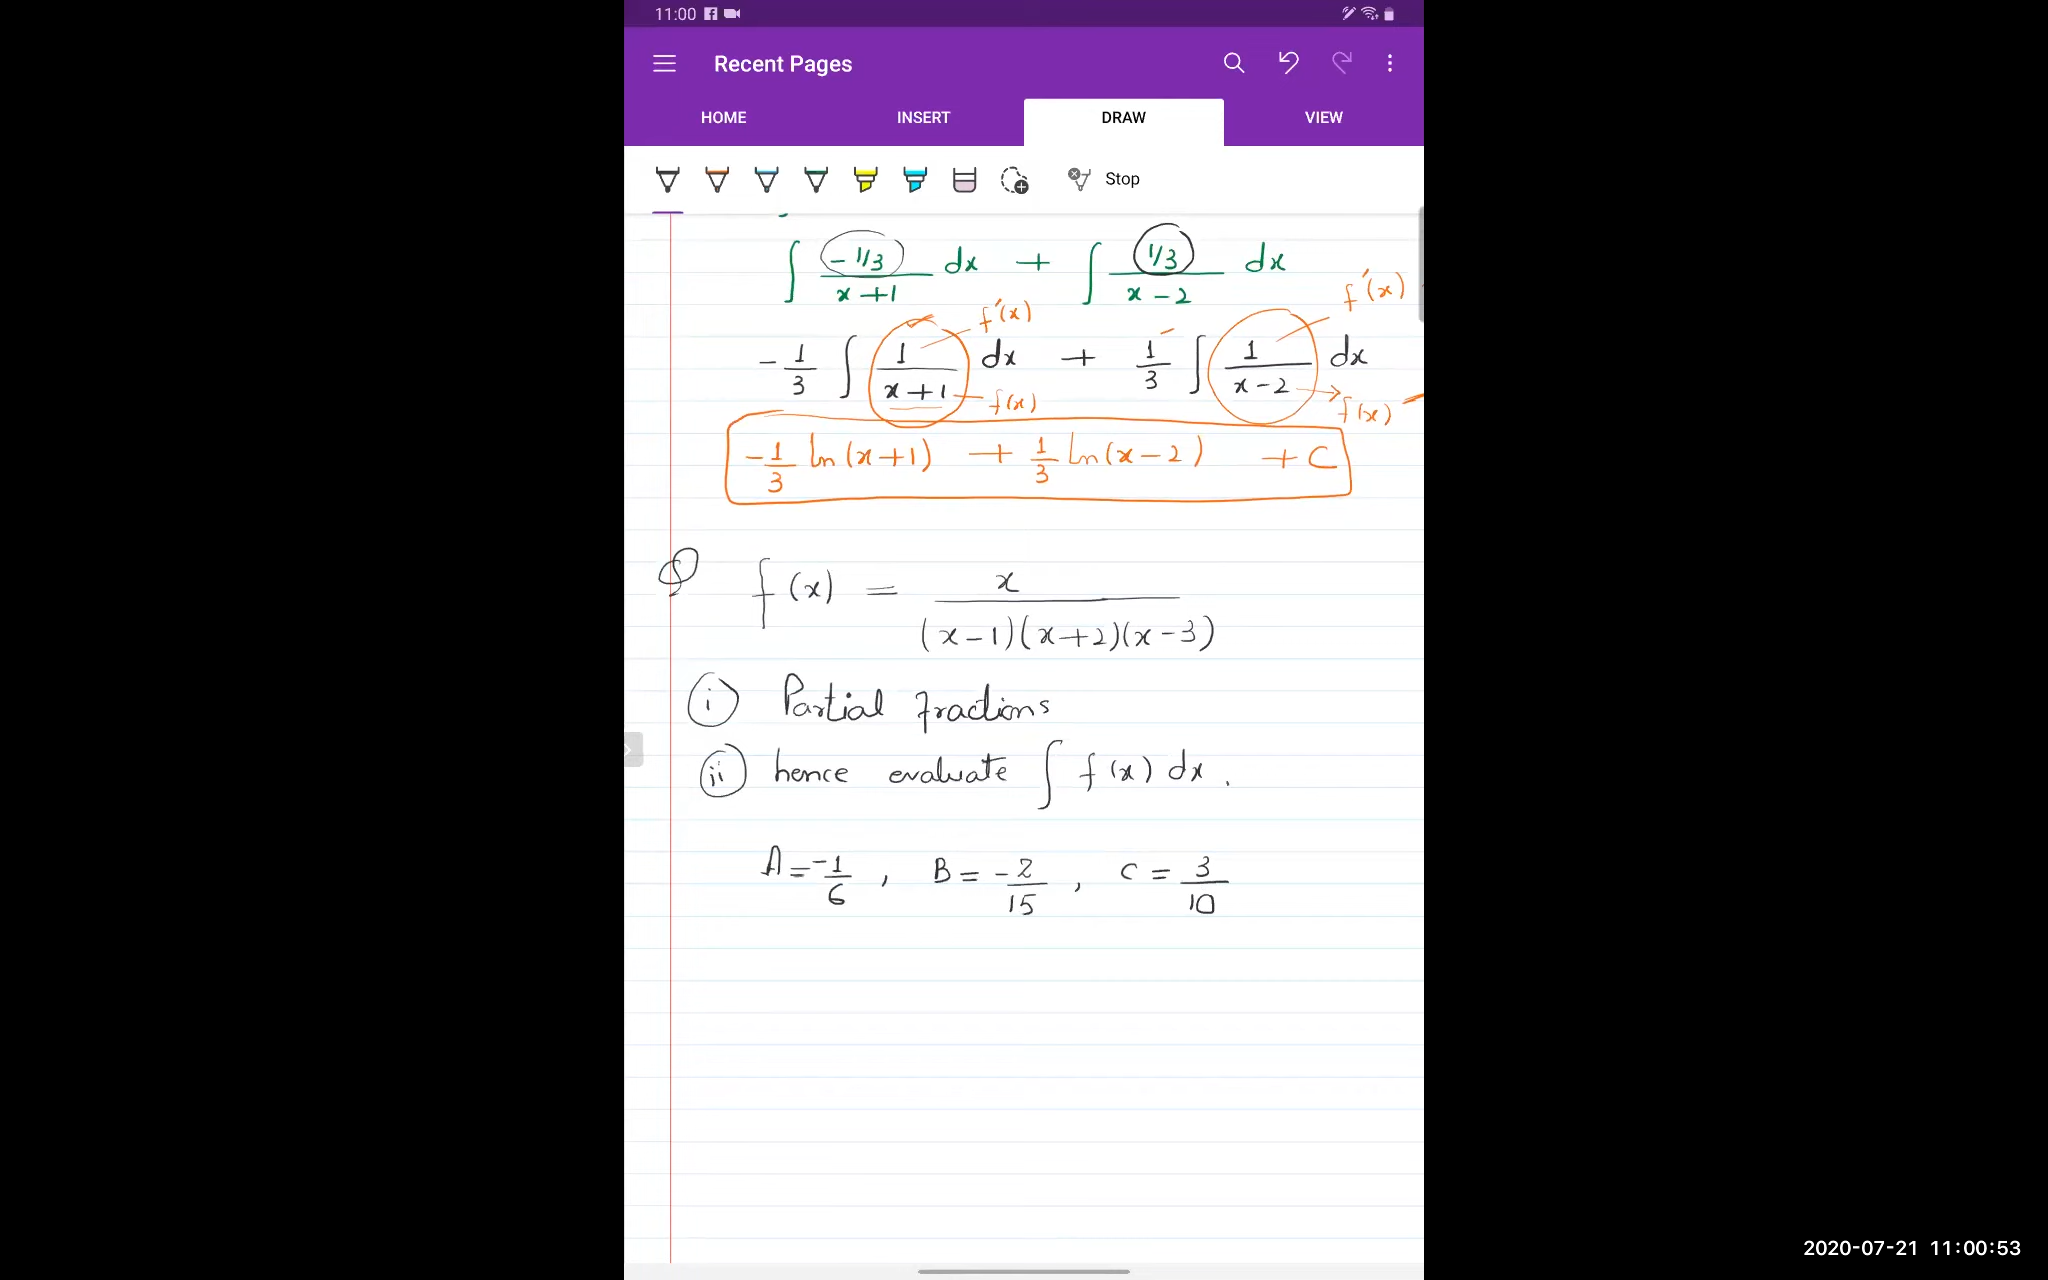 11:00
Recent Pages
HOME INSERT DRAW VIEW
Stop
∫ (-1/3)/(x+1) dx + ∫ (1/3)/(x-2) dx
f'(x) f'(x)
-1/3 ∫ 1/(x+1) dx + 1/3 ∫ 1/(x-2) dx
f(x) f(x)
-1/3 ln(x+1) + 1/3 ln(x-2) + C
Q f(x) = x/((x-1)(x+2)(x-3))
i Partial fractions
ii hence evaluate ∫ f(x) dx.
A = -1/6 , B = -2/15 , C = 3/10
2020-07-21 11:00:53